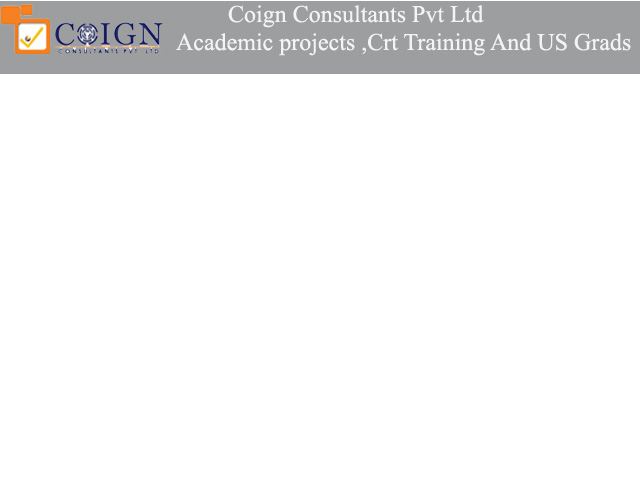 Coign Consultants Pvt Ltd
COIGN
CONSULTANTS PVT. LTD
Academic projects ,Crt Training And US Grads